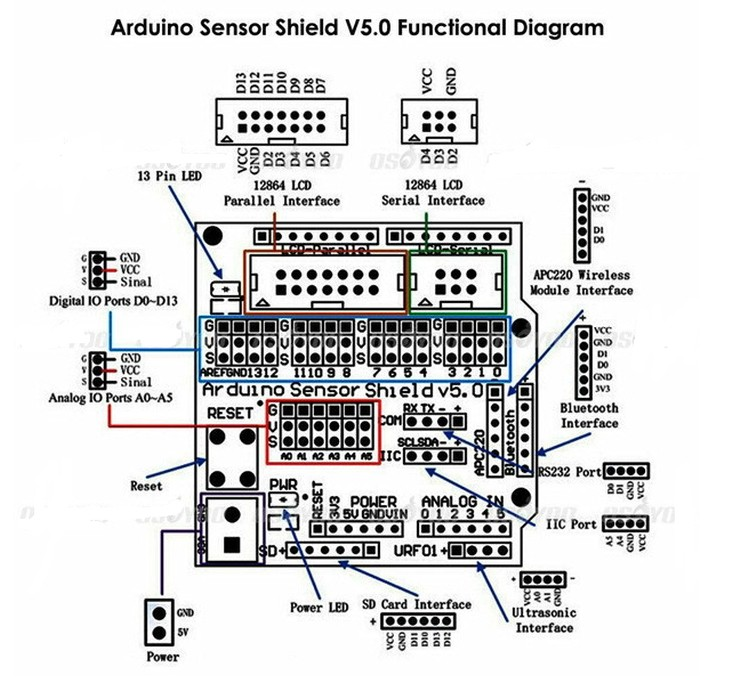 Arduino Sensor Shield V5.0 Functional Diagram
D13 D12 D11 D10 D9 D8 D7
VCC GND
VCC GND D2 D3 D4 D5 D6
D4 D3 D2
OSOYOO
13 Pin LED
12864 LCD
Parallel Interface
12864 LCD
Serial Interface
GND
VCC
D1
D0
APC220 Wireless
Module Interface
LCD-Parallel
LCD-Serial
G GND
V VCC
S Sinal
Digital IO Ports D0~D13
G V S
G V S
G V S
G V S
AREF GND 13 12 11 10 9 8 7 6 5 4 3 2 1 0
G GND
V VCC
S Sinal
Analog IO Ports A0~A5
Arduino Sensor Shield v5.0
+
VCC
GND
D1
D0
GND
3V3
Bluetooth
Interface
RESET
G
V
S
A0 A1 A2 A3 A4 A5
RX TX - +
COM
SCL SDA - +
IIC
APC220
Bluetooth
+
RS232 Port
D0 D1 GND VCC
Reset
IIC Port
A5 A4 GND VCC
PWR
RESET 3V3 5V GND VIN
POWER
ANALOG IN
0 1 2 3 4 5
SD+
URF01+
GND
5V
Power
Power LED
SD Card Interface
+
VCC GND D11 D10 D13 D12
+ -
VCC A0 A1 GND
Ultrasonic
Interface